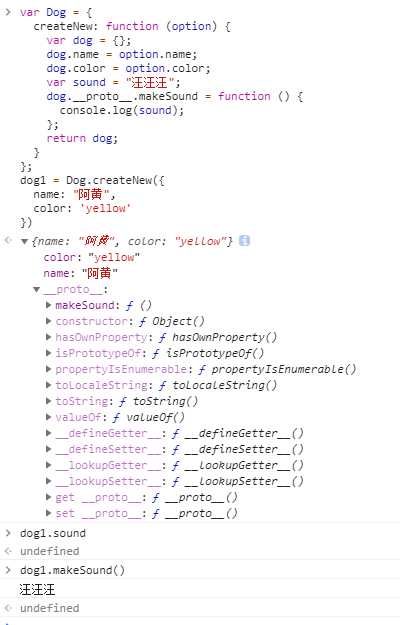 var Dog = {
createNew: function (option) {
var dog = {};
dog.name = option.name;
dog.color = option.color;
var sound = "汪汪汪";
dog.__proto__.makeSound = function () {
console.log(sound);
};
return dog;
}
};
dog1 = Dog.createNew({
name: "阿黄",
color: 'yellow'
})
{name: "阿黄", color: "yellow"} i
color: "yellow"
name: "阿黄"
__proto__:
makeSound: ƒ ()
constructor: ƒ Object()
hasOwnProperty: ƒ hasOwnProperty()
isPrototypeOf: ƒ isPrototypeOf()
propertyIsEnumerable: ƒ propertyIsEnumerable()
toLocaleString: ƒ toLocaleString()
toString: ƒ toString()
valueOf: ƒ valueOf()
__defineGetter__: ƒ __defineGetter__()
__defineSetter__: ƒ __defineSetter__()
__lookupGetter__: ƒ __lookupGetter__()
__lookupSetter__: ƒ __lookupSetter__()
get __proto__: ƒ __proto__()
set __proto__: ƒ __proto__()
dog1.sound
undefined
dog1.makeSound()
汪汪汪
undefined